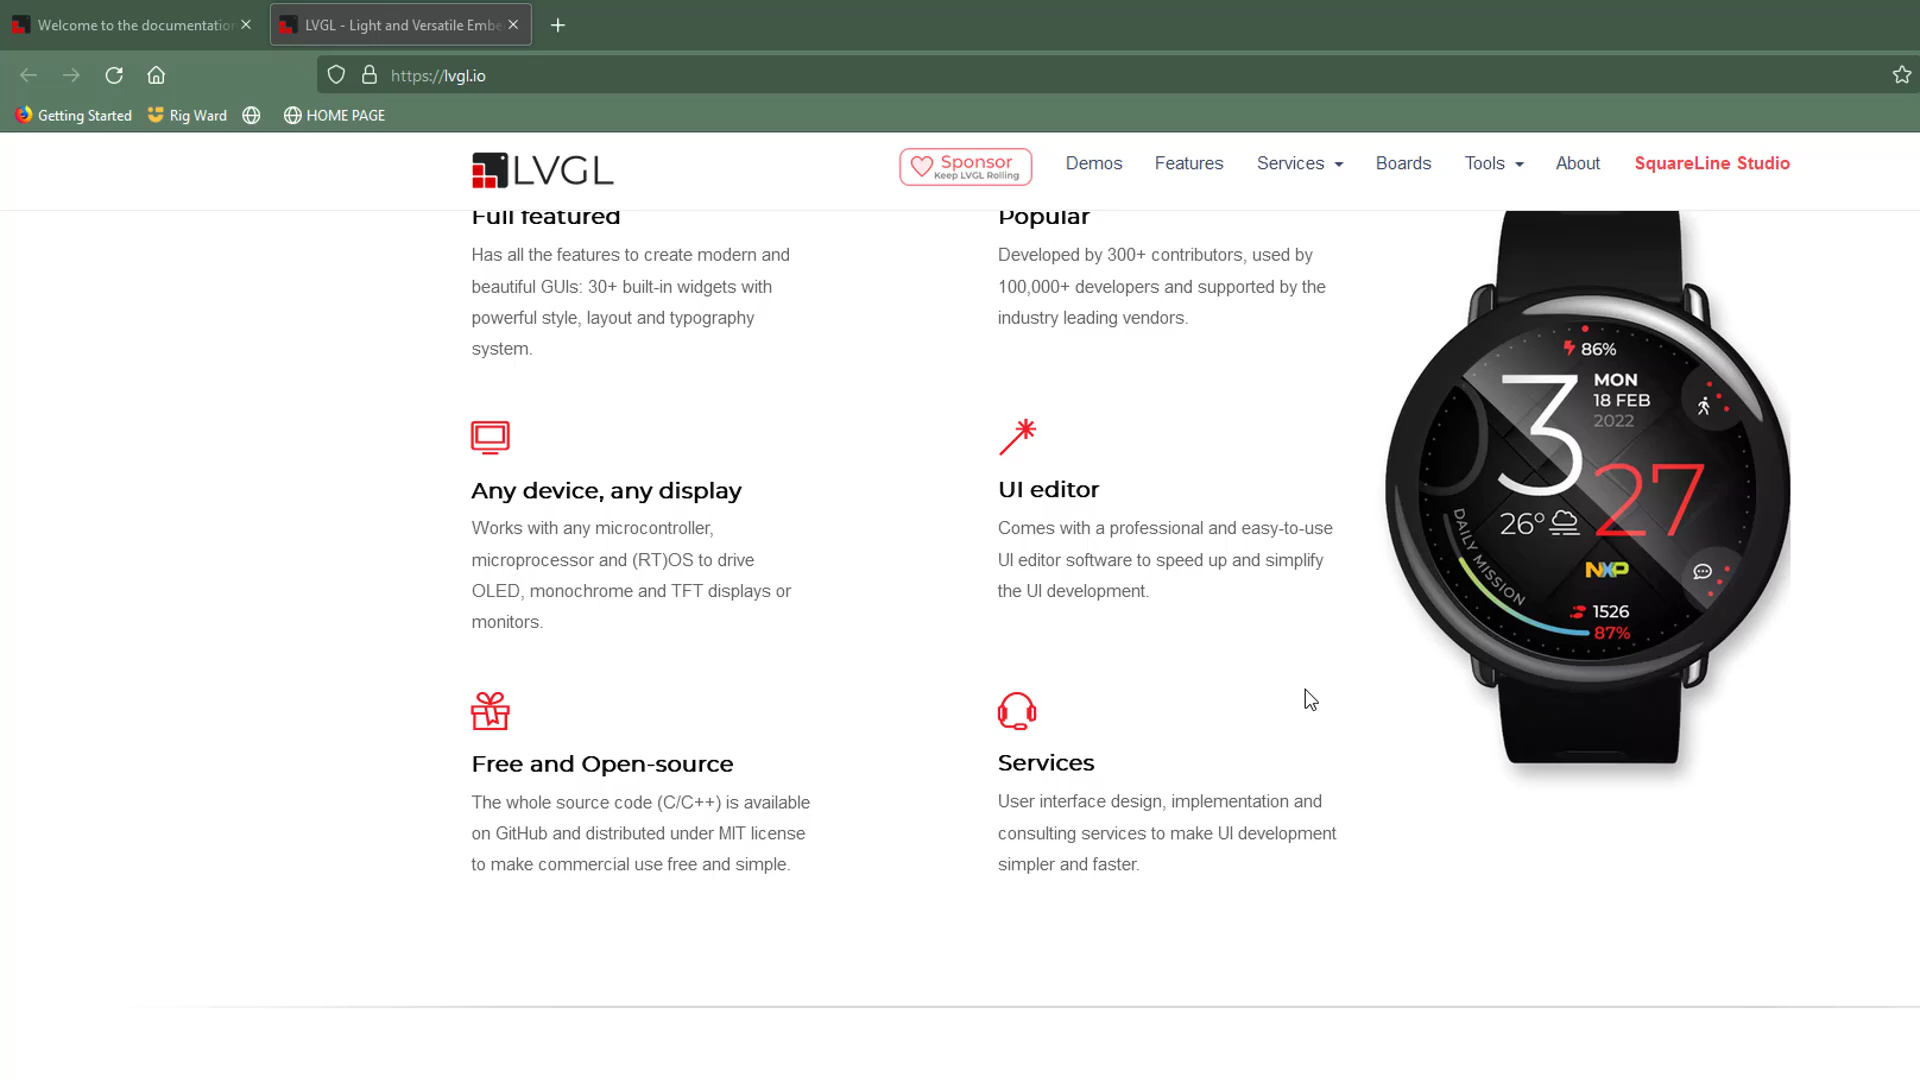 Welcome to the documentation
LVGL - Light and Versatile Embe
https://lvgl.io
Getting Started
Rig Ward
HOME PAGE
LVGL
Sponsor
Keep LVGL Rolling
Demos
Features
Services
Boards
Tools
About
SquareLine Studio
Full featured
Has all the features to create modern and
beautiful GUIs: 30+ built-in widgets with
powerful style, layout and typography
system.
Popular
Developed by 300+ contributors, used by
100,000+ developers and supported by the
industry leading vendors.
Any device, any display
Works with any microcontroller,
microprocessor and (RT)OS to drive
OLED, monochrome and TFT displays or
monitors.
UI editor
Comes with a professional and easy-to-use
UI editor software to speed up and simplify
the UI development.
Free and Open-source
The whole source code (C/C++) is available
on GitHub and distributed under MIT license
to make commercial use free and simple.
Services
User interface design, implementation and
consulting services to make UI development
simpler and faster.
86%
3
MON
18 FEB
2022
27
26°
DAILY MISSION
NXP
1526
87%